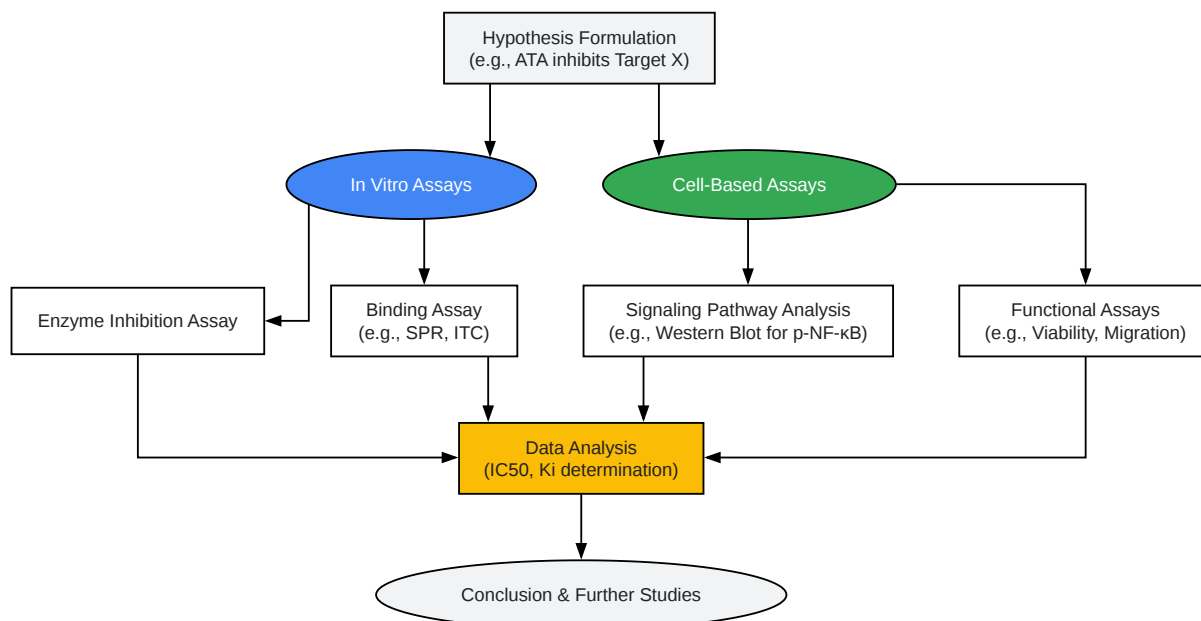 Hypothesis Formulation
(e.g., ATA inhibits Target X)
In Vitro Assays
Cell-Based Assays
Enzyme Inhibition Assay
Binding Assay
(e.g., SPR, ITC)
Signaling Pathway Analysis
(e.g., Western Blot for p-NF-κB)
Functional Assays
(e.g., Viability, Migration)
Data Analysis
(IC50, Ki determination)
Conclusion & Further Studies